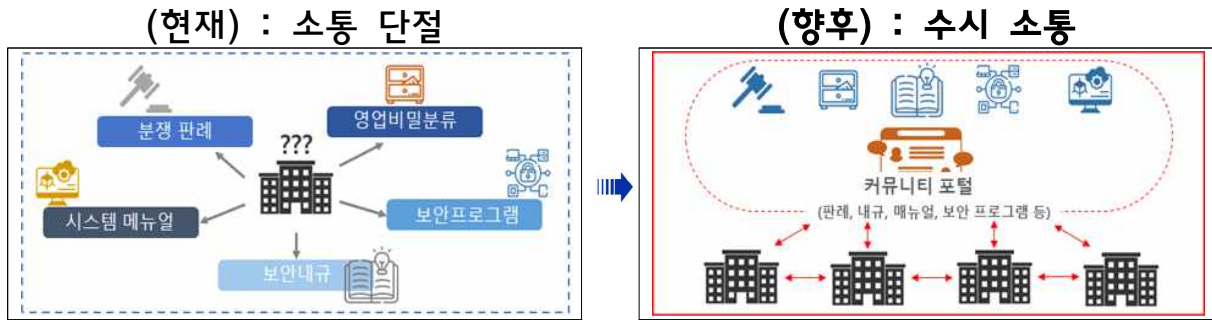 (현재) : 소통 단절
(향후) : 수시 소통
분쟁 판례
영업비밀분류
???
시스템 메뉴얼
보안프로그램
보안내규
커뮤니티 포털
(판례, 내규, 매뉴얼, 보안 프로그램 등)